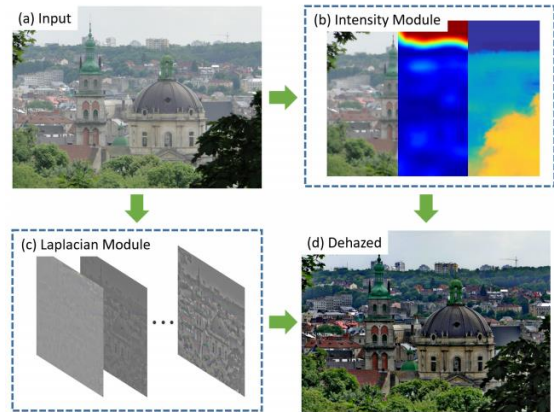 (a) Input
(b) Intensity Module
(c) Laplacian Module
(d) Dehazed